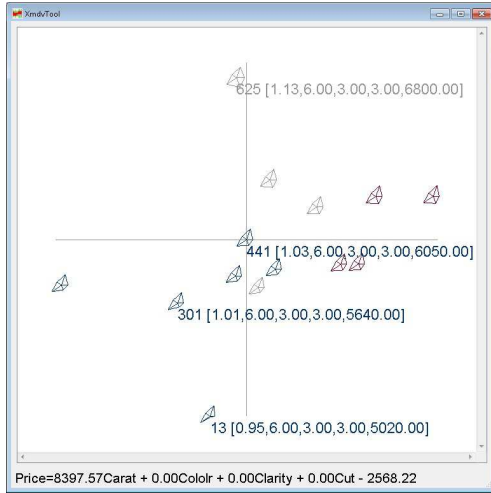 XmdvTool
625 [1.13,6.00,3.00,3.00,6800.00]
441 [1.03,6.00,3.00,3.00,6050.00]
301 [1.01,6.00,3.00,3.00,5640.00]
13 [0.95,6.00,3.00,3.00,5020.00]
Price=8397.57Carat + 0.00Cololr + 0.00Clarity + 0.00Cut - 2568.22